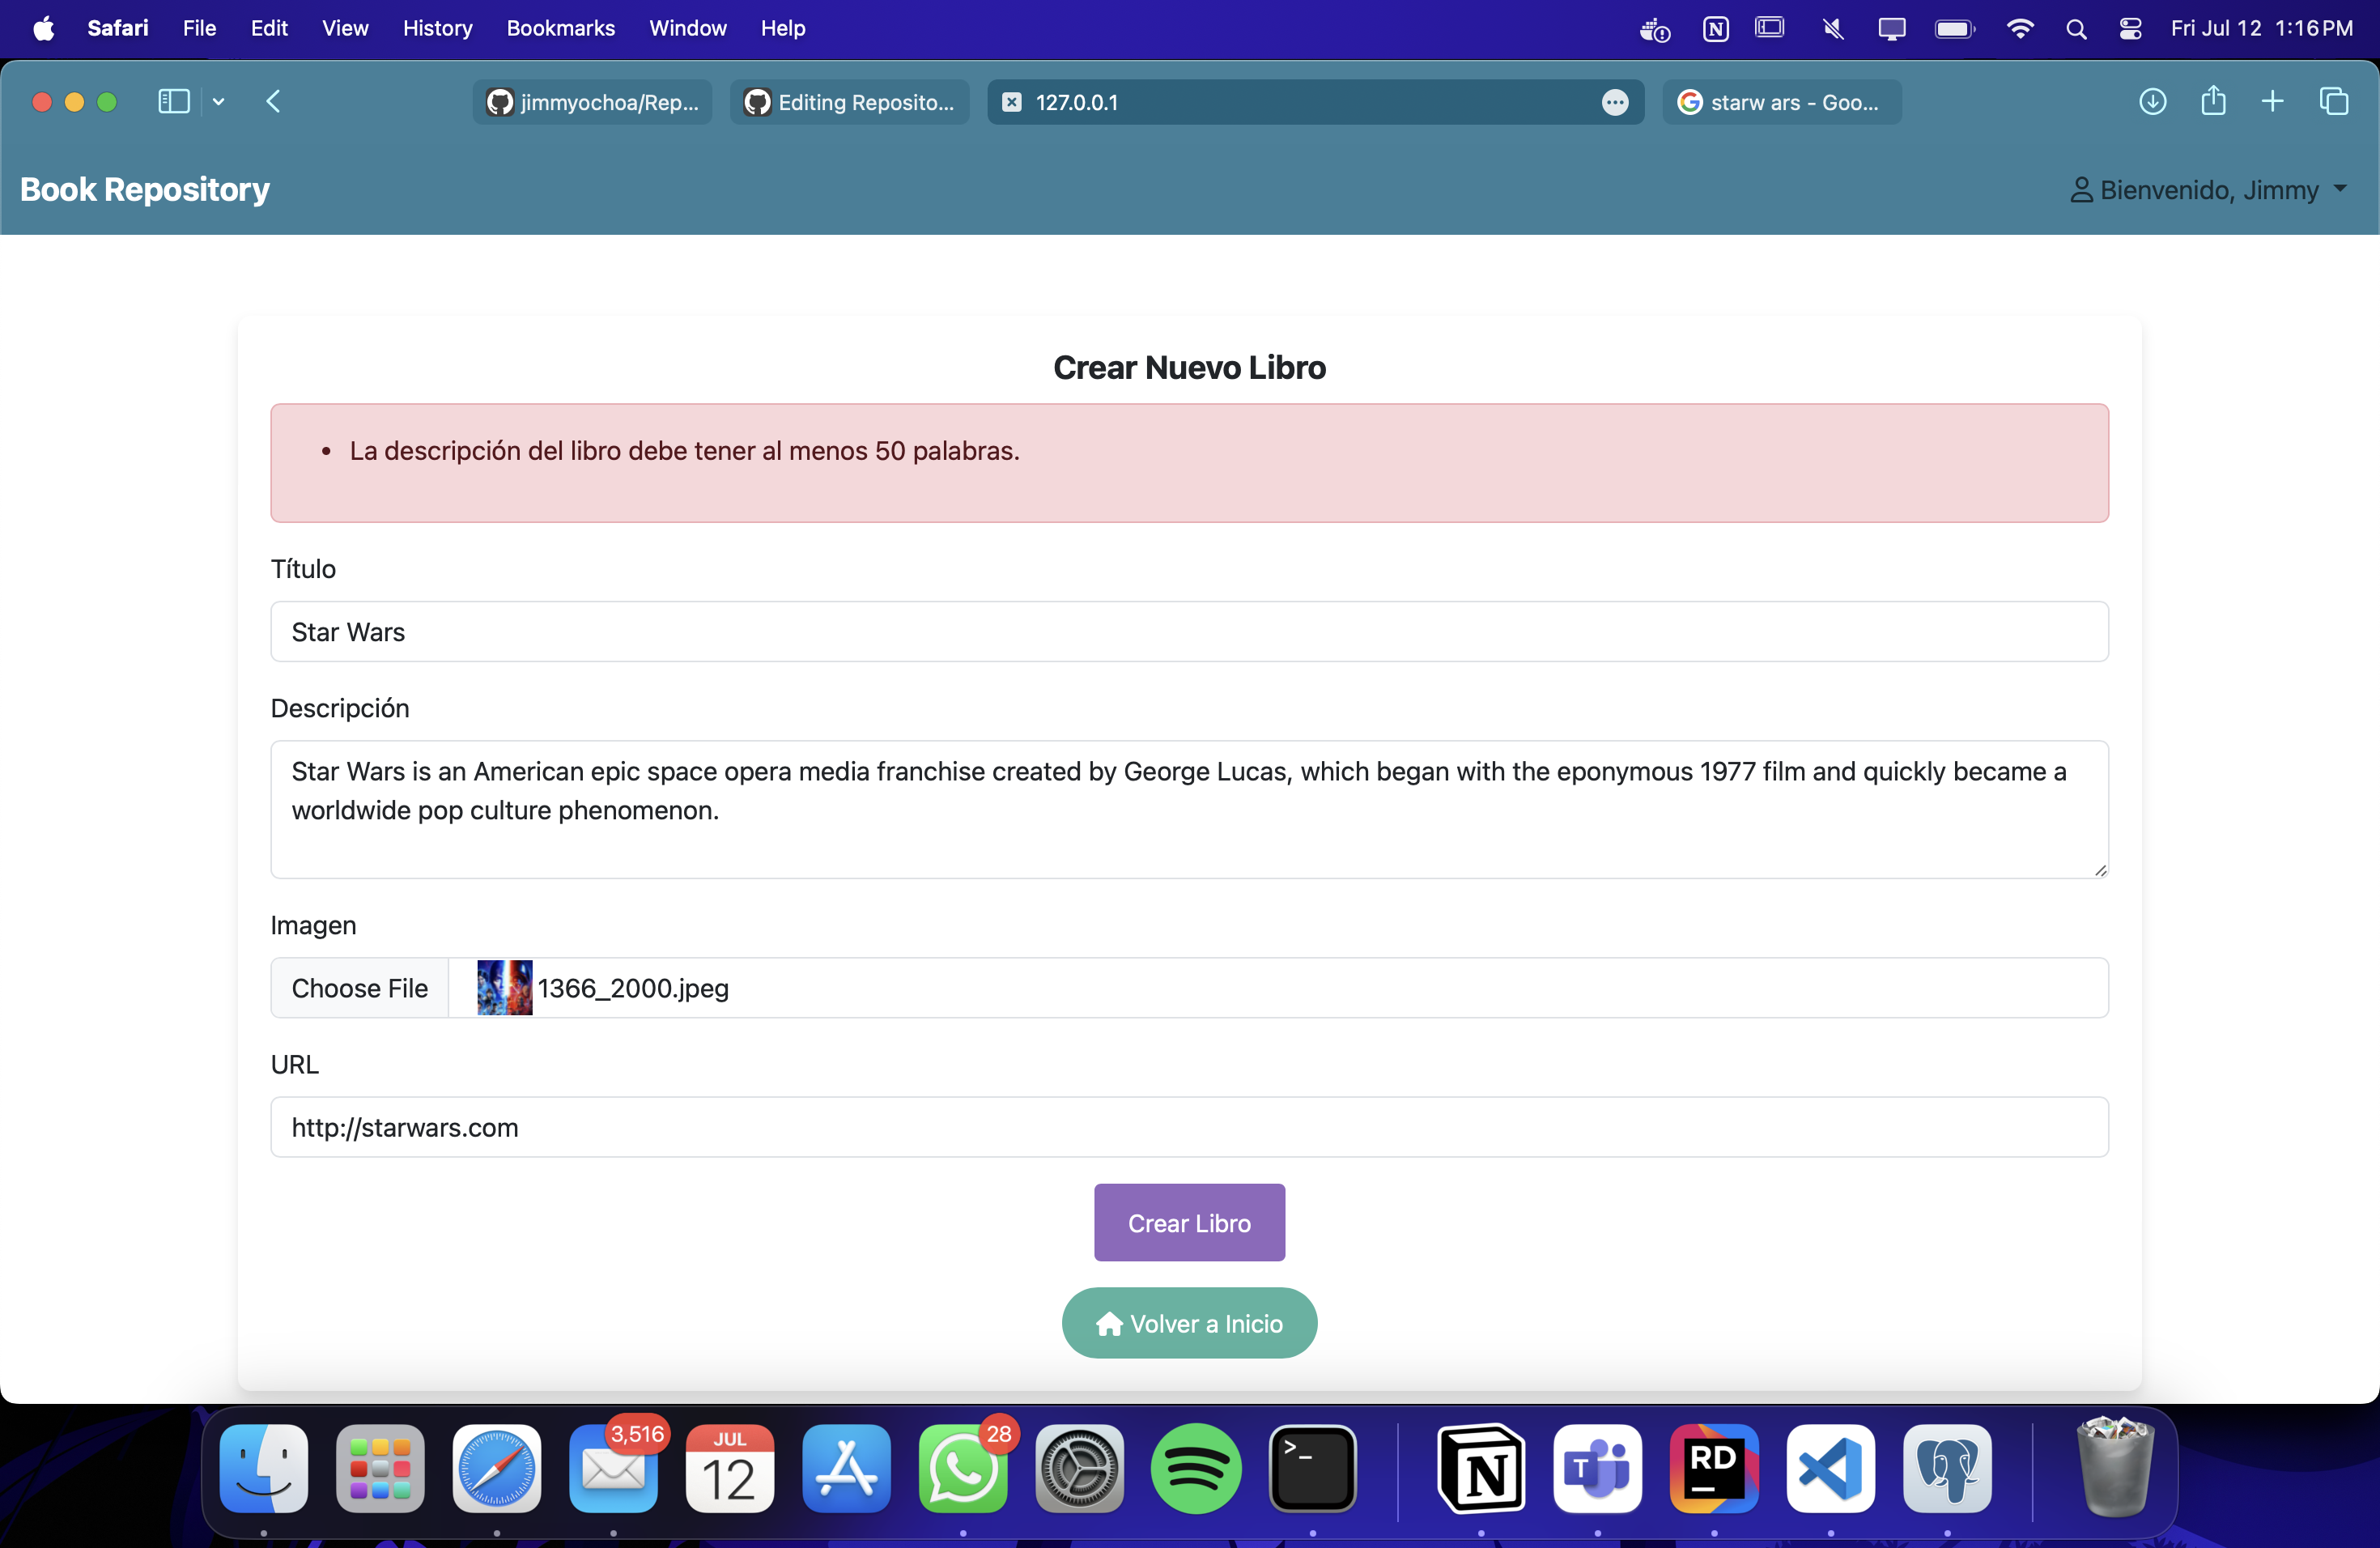 Safari File Edit View History Bookmarks Window Help Fri Jul 12 1:16 PM
jimmyochoa/Rep... Editing Reposito... 127.0.0.1 starw ars - Goo...
Book Repository Bienvenido, Jimmy
Crear Nuevo Libro
• La descripción del libro debe tener al menos 50 palabras.
Título
Star Wars
Descripción
Star Wars is an American epic space opera media franchise created by George Lucas, which began with the eponymous 1977 film and quickly became a
worldwide pop culture phenomenon.
Imagen
Choose File 1366_2000.jpeg
URL
http://starwars.com
Crear Libro
Volver a Inicio
3,516 JUL 28
12 N T RD